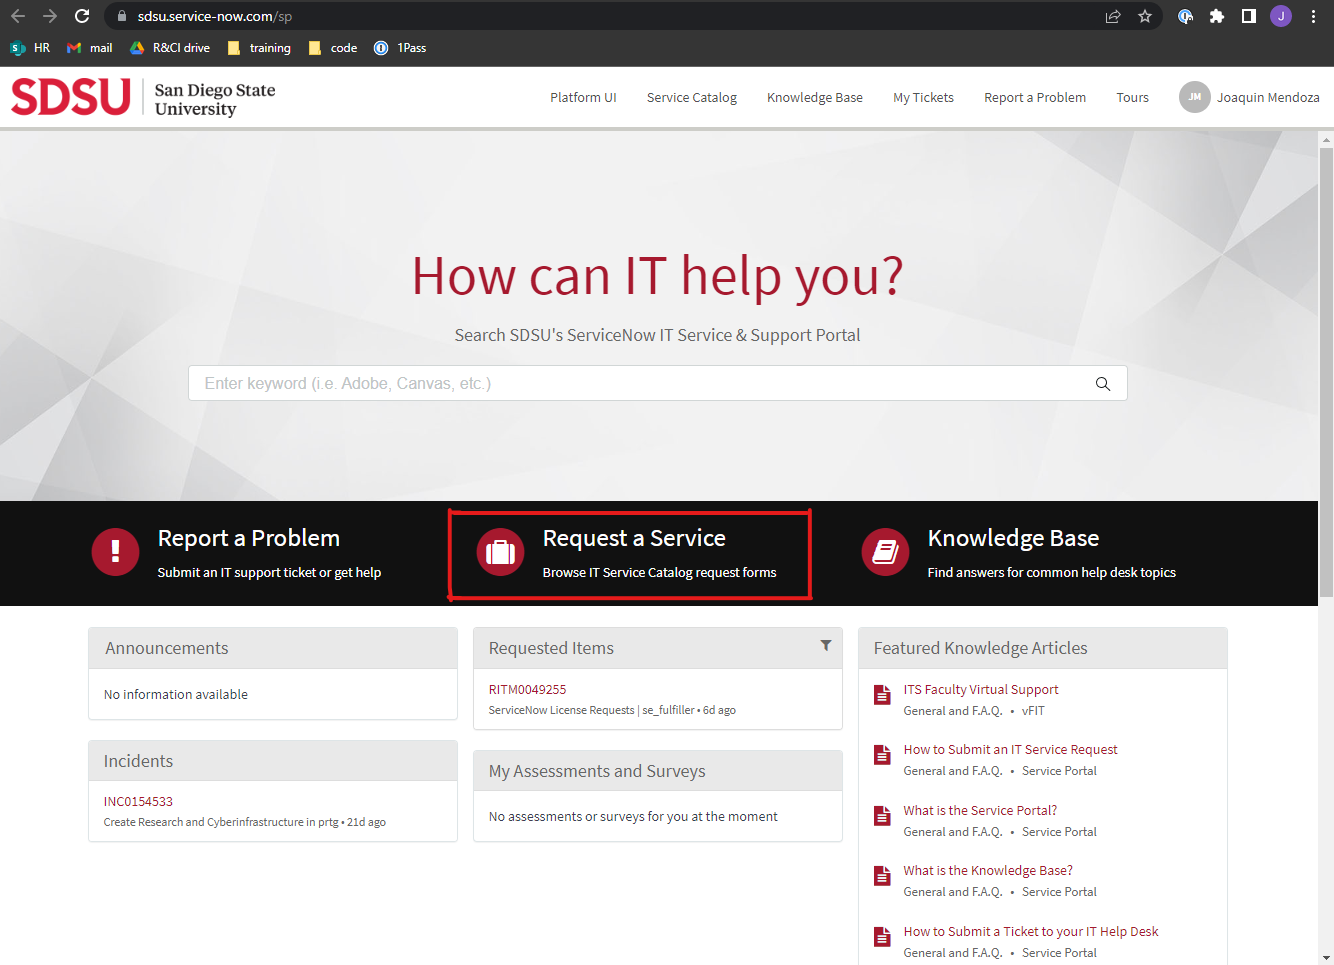 sdsu.service-now.com/sp
J
S HR
mail
R&CI drive
training
code
1Pass
SDSU
San Diego State
University
Platform UI
Service Catalog
Knowledge Base
My Tickets
Report a Problem
Tours
JM
Joaquin Mendoza
How can IT help you?
Search SDSU's ServiceNow IT Service & Support Portal
Enter keyword (i.e. Adobe, Canvas, etc.)
Report a Problem
Submit an IT support ticket or get help
Request a Service
Browse IT Service Catalog request forms
Knowledge Base
Find answers for common help desk topics
Announcements
No information available
Incidents
INC0154533
Create Research and Cyberinfrastructure in prtg • 21d ago
Requested Items
RITM0049255
ServiceNow License Requests | se_fulfiller • 6d ago
My Assessments and Surveys
No assessments or surveys for you at the moment
Featured Knowledge Articles
ITS Faculty Virtual Support
General and F.A.Q. • vFIT
How to Submit an IT Service Request
General and F.A.Q. • Service Portal
What is the Service Portal?
General and F.A.Q. • Service Portal
What is the Knowledge Base?
General and F.A.Q. • Service Portal
How to Submit a Ticket to your IT Help Desk
General and F.A.Q. • Service Portal